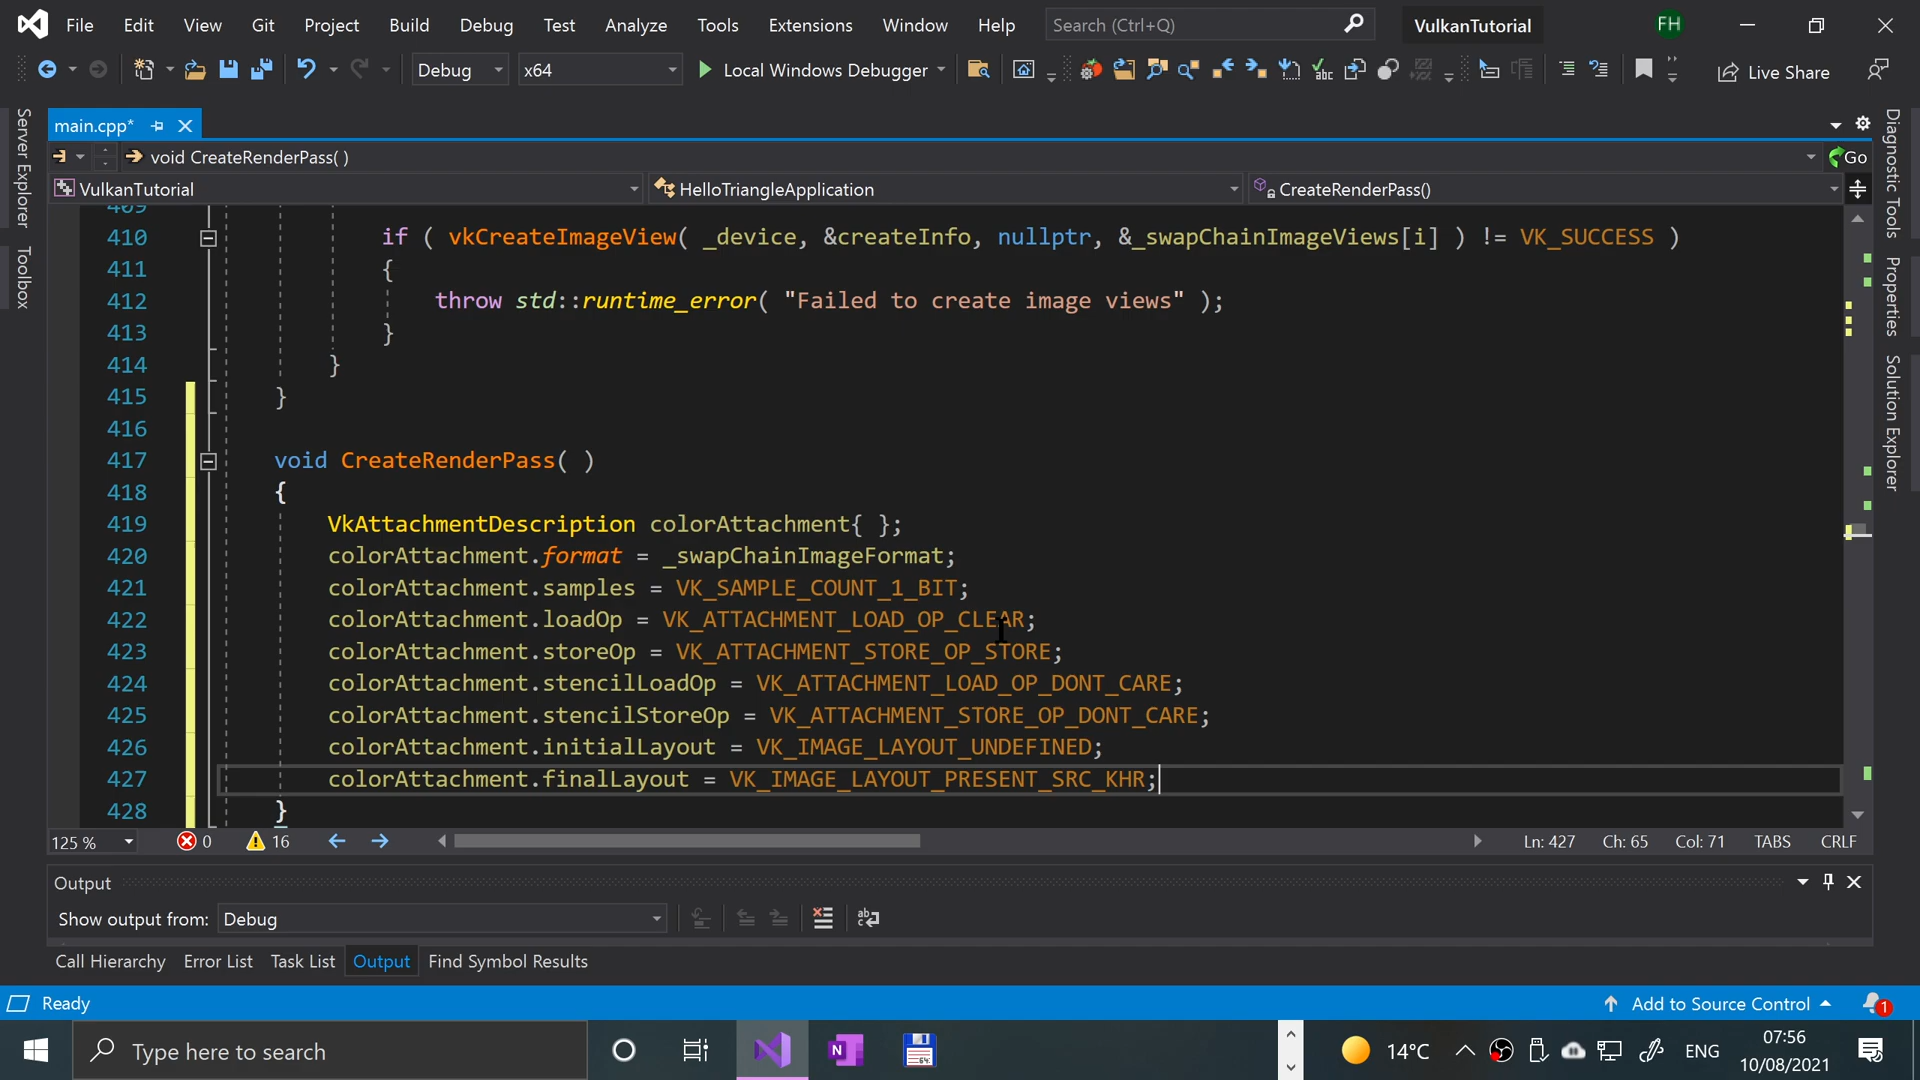 File Edit View Git Project Build Debug Test Analyze Tools Extensions Window Help Search (Ctrl+Q) VulkanTutorial FH
Debug x64 Local Windows Debugger Live Share
Server Explorer
Toolbox
main.cpp*
void CreateRenderPass( ) Go
VulkanTutorial HelloTriangleApplication CreateRenderPass()
409
410 if ( vkCreateImageView( _device, &createInfo, nullptr, &_swapChainImageViews[i] ) != VK_SUCCESS )
411 {
412 throw std::runtime_error( "Failed to create image views" );
413 }
414 }
415 }
416
417 void CreateRenderPass( )
418 {
419 VkAttachmentDescription colorAttachment{ };
420 colorAttachment.format = _swapChainImageFormat;
421 colorAttachment.samples = VK_SAMPLE_COUNT_1_BIT;
422 colorAttachment.loadOp = VK_ATTACHMENT_LOAD_OP_CLEAR;
423 colorAttachment.storeOp = VK_ATTACHMENT_STORE_OP_STORE;
424 colorAttachment.stencilLoadOp = VK_ATTACHMENT_LOAD_OP_DONT_CARE;
425 colorAttachment.stencilStoreOp = VK_ATTACHMENT_STORE_OP_DONT_CARE;
426 colorAttachment.initialLayout = VK_IMAGE_LAYOUT_UNDEFINED;
427 colorAttachment.finalLayout = VK_IMAGE_LAYOUT_PRESENT_SRC_KHR;
428 }
Diagnostic Tools
Properties
Solution Explorer
125 % 0 16 Ln: 427 Ch: 65 Col: 71 TABS CRLF
Output
Show output from: Debug
Call Hierarchy Error List Task List Output Find Symbol Results
Ready Add to Source Control 1
Type here to search N 64 14°C ENG 07:56
10/08/2021